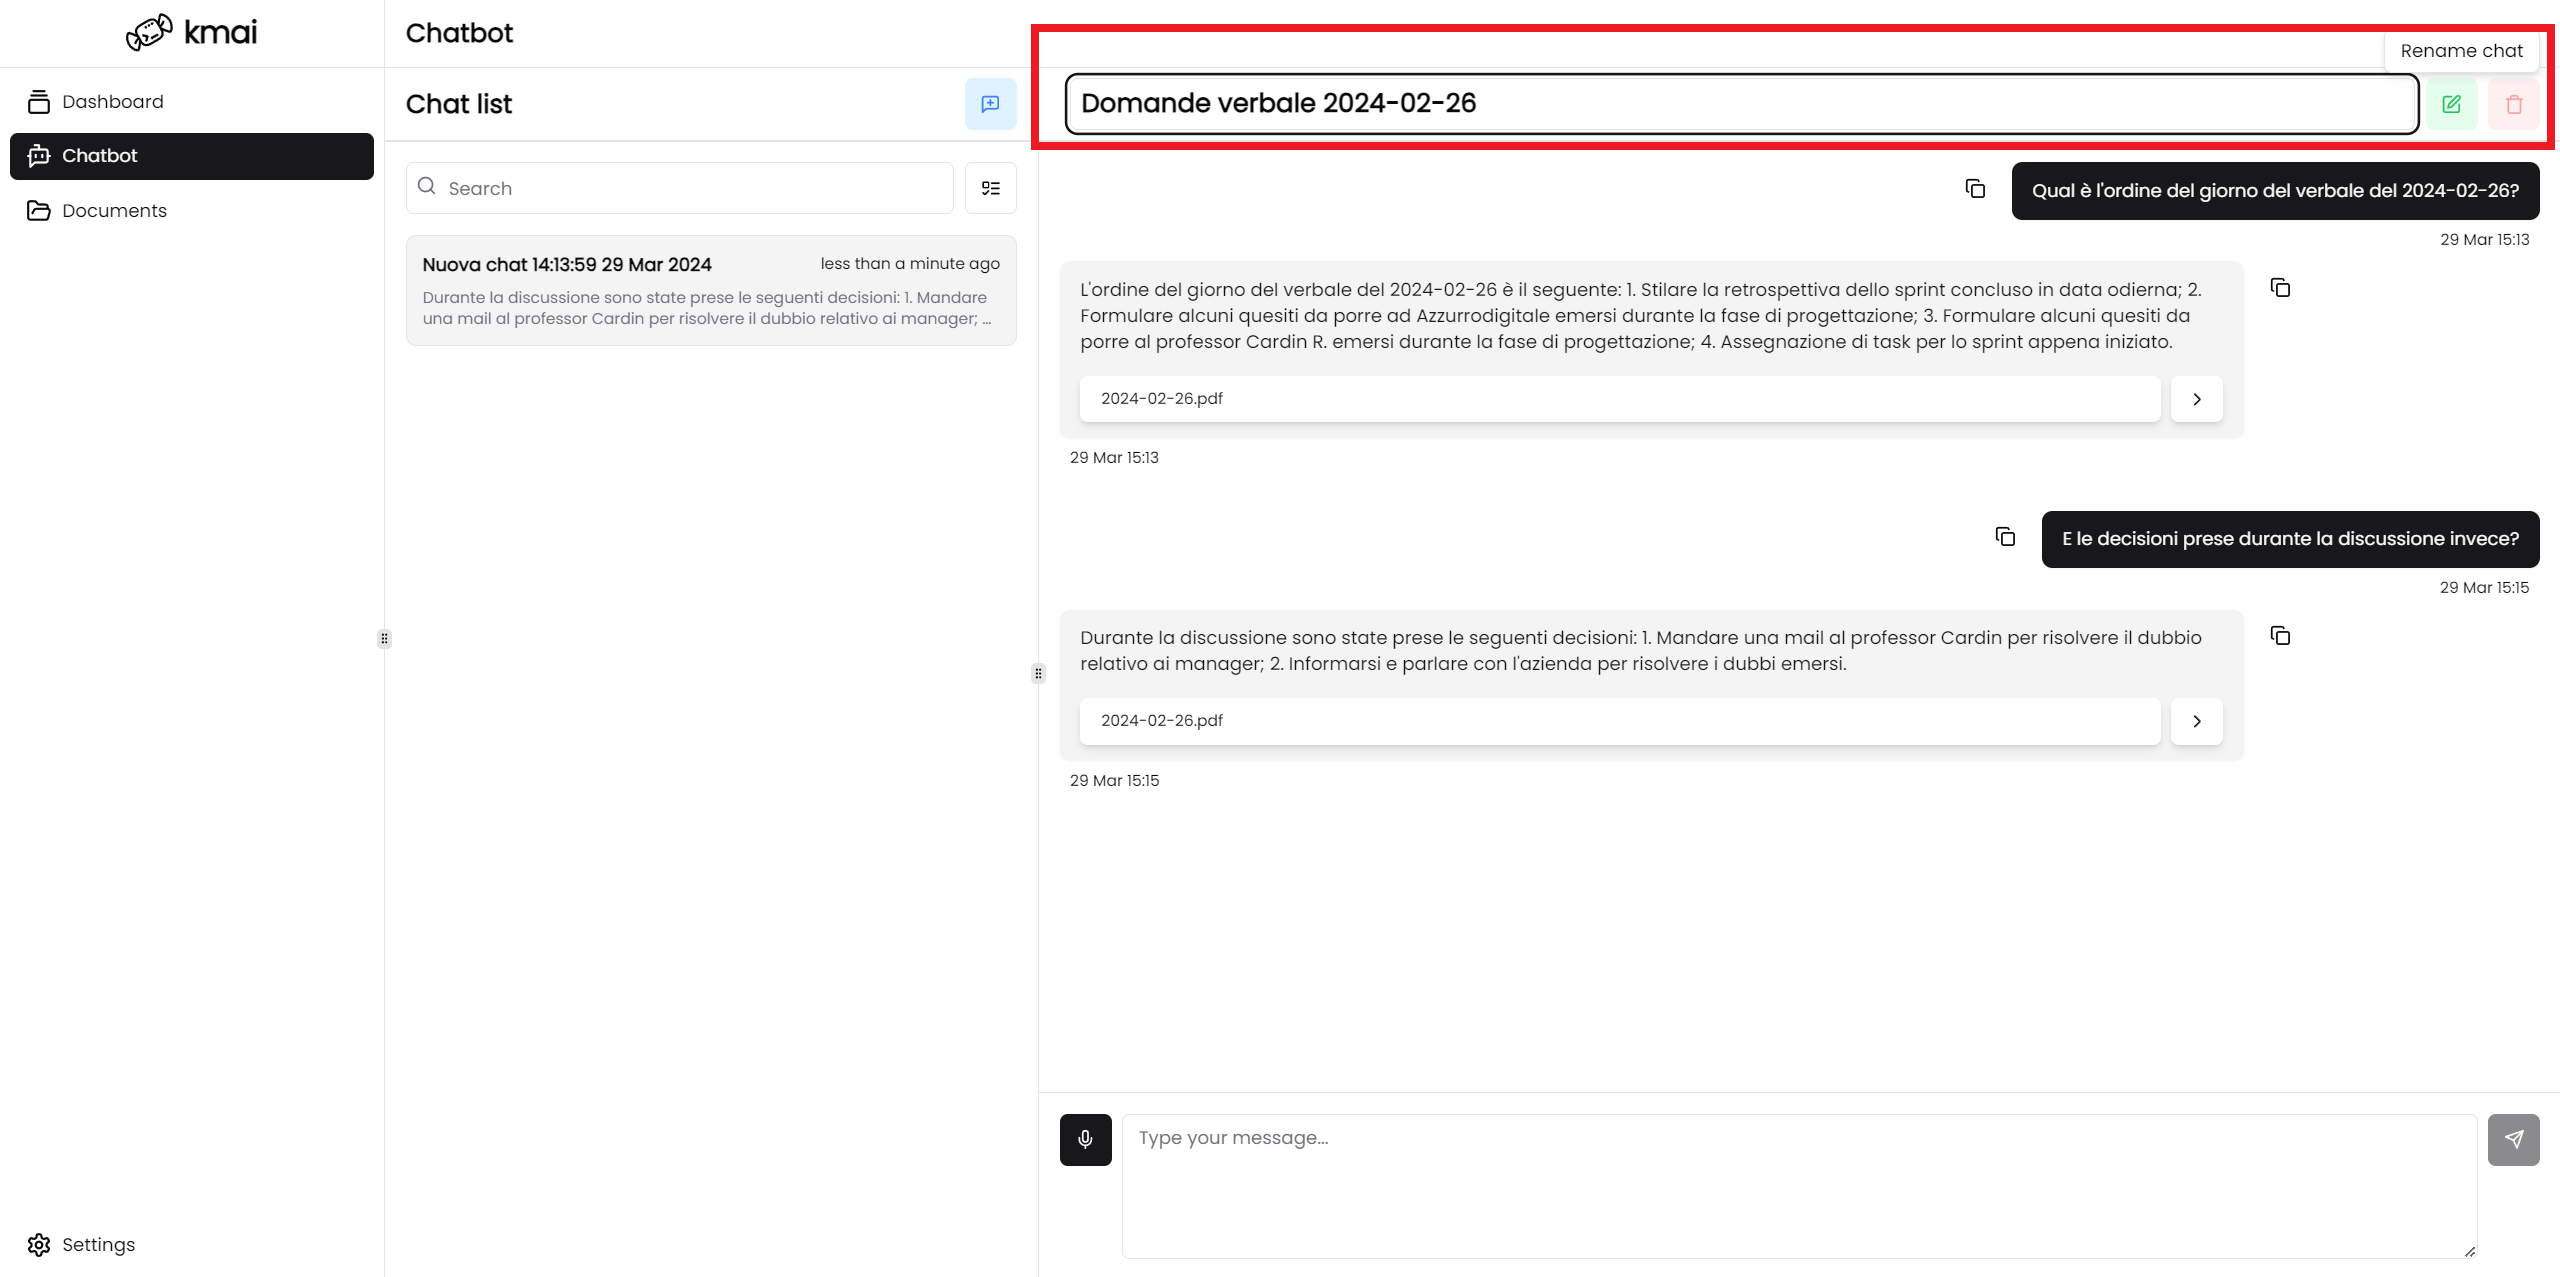 kmai
Dashboard
Chatbot
Documents
Settings
Chatbot
Chat list
Search
Nuova chat 14:13:59 29 Mar 2024
less than a minute ago
Durante la discussione sono state prese le seguenti decisioni: 1. Mandare
una mail al professor Cardin per risolvere il dubbio relativo ai manager; ...
Rename chat
Domande verbale 2024-02-26
Qual è l'ordine del giorno del verbale del 2024-02-26?
29 Mar 15:13
L'ordine del giorno del verbale del 2024-02-26 è il seguente: 1. Stilare la retrospettiva dello sprint concluso in data odierna; 2.
Formulare alcuni quesiti da porre ad Azzurrodigitale emersi durante la fase di progettazione; 3. Formulare alcuni quesiti da
porre al professor Cardin R. emersi durante la fase di progettazione; 4. Assegnazione di task per lo sprint appena iniziato.
2024-02-26.pdf
29 Mar 15:13
E le decisioni prese durante la discussione invece?
29 Mar 15:15
Durante la discussione sono state prese le seguenti decisioni: 1. Mandare una mail al professor Cardin per risolvere il dubbio
relativo ai manager; 2. Informarsi e parlare con l'azienda per risolvere i dubbi emersi.
2024-02-26.pdf
29 Mar 15:15
Type your message...